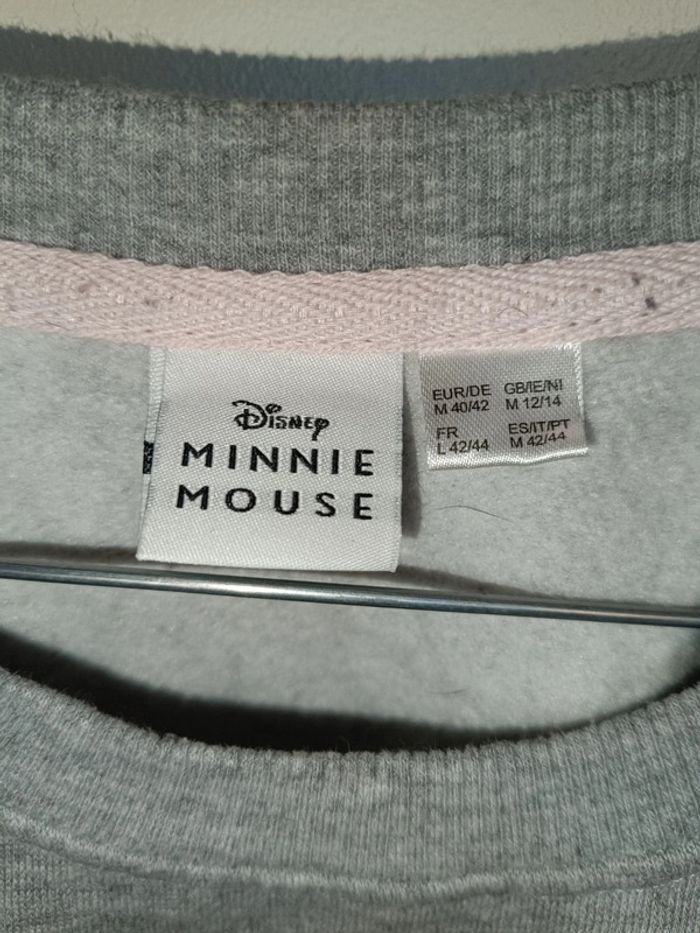 Disney
MINNIE
MOUSE
EUR/DE GB/IE/NI
M 40/42 M 12/14
FR ES/IT/PT
L 42/44 M 42/44